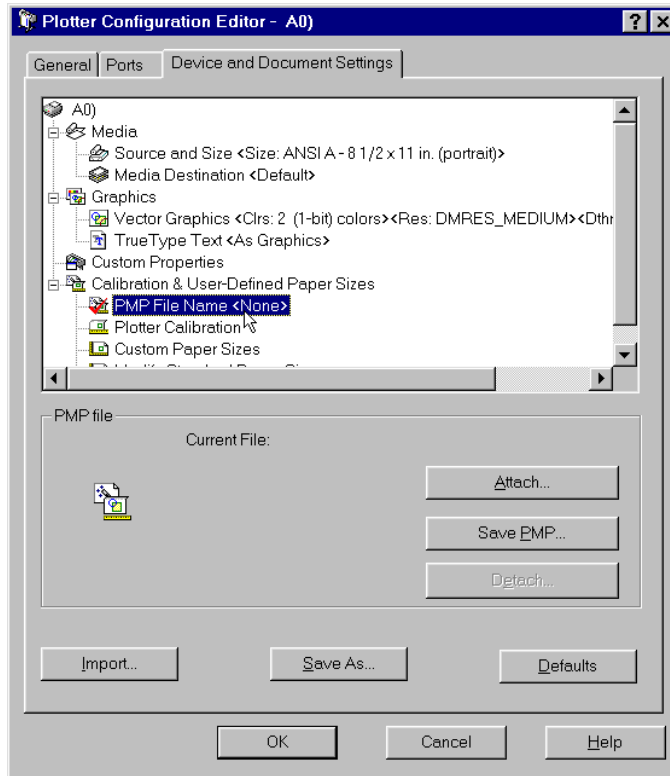 Plotter Configuration Editor - A0)
General
Ports
Device and Document Settings
A0)
Media
Source and Size <Size: ANSI A - 8 1/2 x 11 in. (portrait)>
Media Destination <Default>
Graphics
Vector Graphics <Clrs: 2 (1-bit) colors><Res: DMRES_MEDIUM><Dthr
TrueType Text <As Graphics>
Custom Properties
Calibration & User-Defined Paper Sizes
PMP File Name <None>
Plotter Calibration
Custom Paper Sizes
PMP file
Current File:
Attach...
Save PMP...
Detach...
Import...
Save As...
Defaults
OK
Cancel
Help